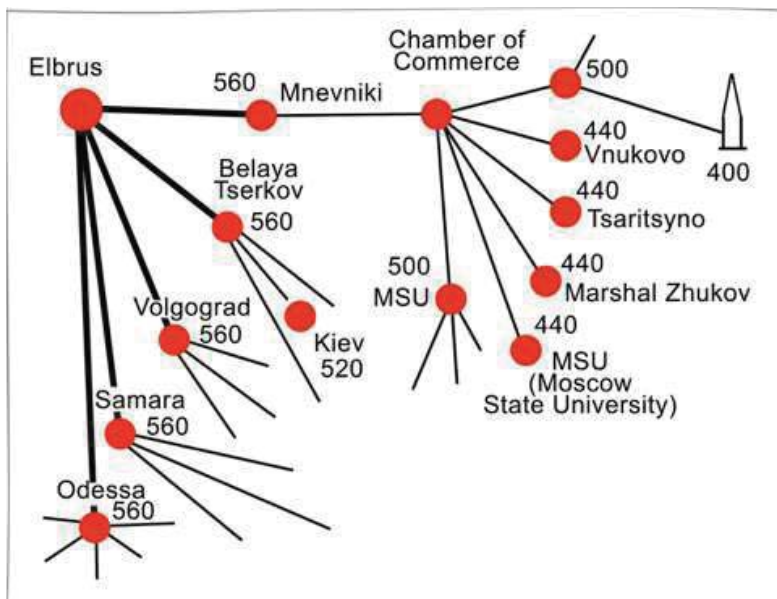 Elbrus
560
Mnevniki
Chamber of
Commerce
500
400
440
Vnukovo
440
Tsaritsyno
440
Marshal Zhukov
440
MSU
(Moscow
State University)
500
MSU
Belaya
Tserkov
560
Kiev
520
Volgograd
560
Samara
560
Odessa
560